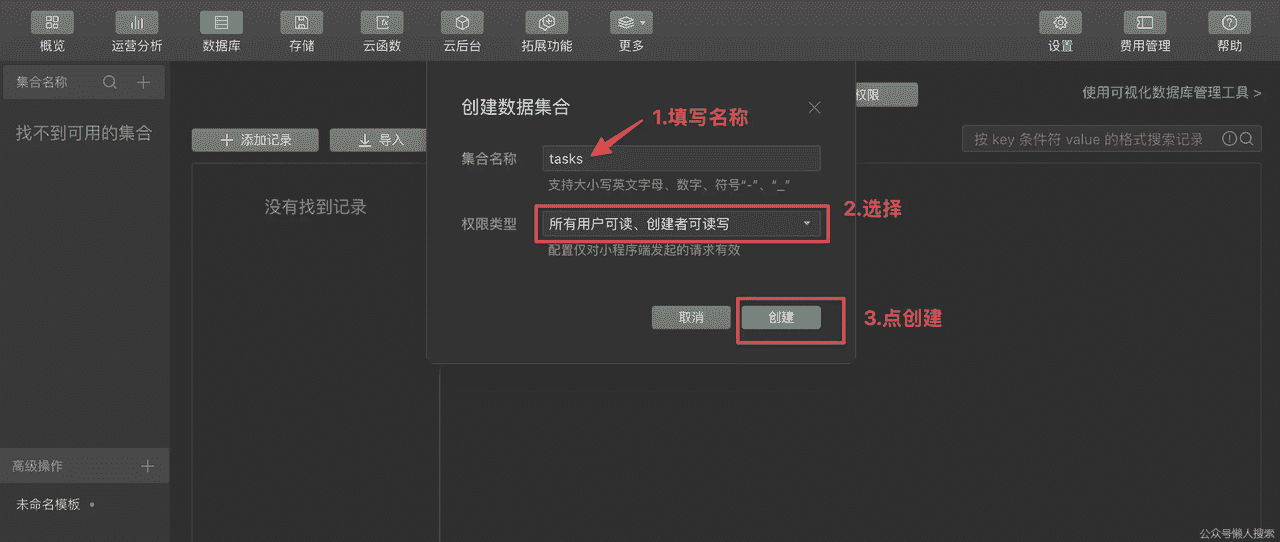 概览
运营分析
数据库
存储
云函数
云后台
拓展功能
更多
设置
费用管理
帮助
集合名称
找不到可用的集合
权限
使用可视化数据库管理工具 >
添加记录
导入
按 key 条件符 value 的格式搜索记录
没有找到记录
创建数据集合
1.填写名称
集合名称
tasks
支持大小写英文字母、数字、符号“-”、“_”
权限类型
所有用户可读、创建者可读写
2.选择
配置仅对小程序端发起的请求有效
取消
创建
3.点创建
高级操作
未命名模板
公众号懒人搜索